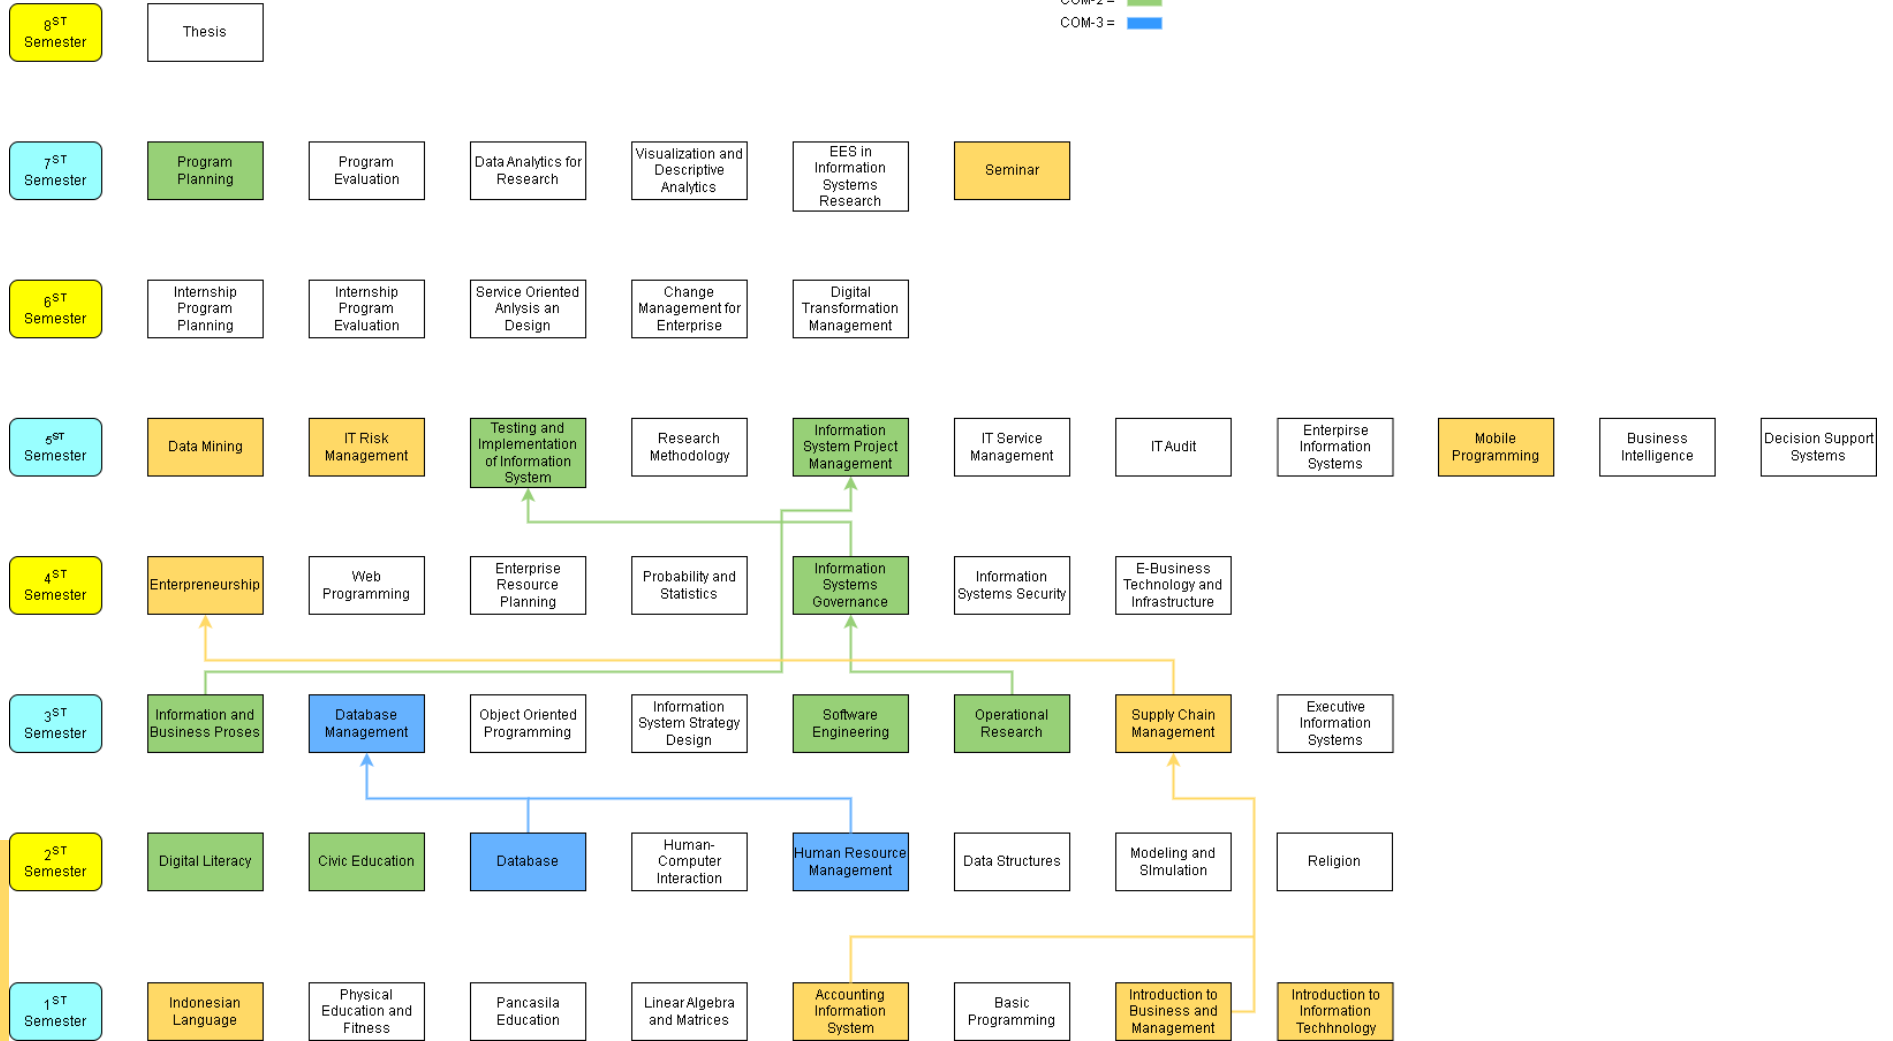 COM-2 =
COM-3 =
8ST
Semester
Thesis
7ST
Semester
Program
Planning
Program
Evaluation
Data Analytics for
Research
Visualization and
Descriptive
Analytics
EES in
Information
Systems
Research
Seminar
6ST
Semester
Internship
Program
Planning
Internship
Program
Evaluation
Service Oriented
Anlysis an
Design
Change
Management for
Enterprise
Digital
Transformation
Management
5ST
Semester
Data Mining
IT Risk
Management
Testing and
Implementation
of Information
System
Research
Methodology
Information
System Project
Management
IT Service
Management
IT Audit
Enterpirse
Information
Systems
Mobile
Programming
Business
Intelligence
Decision Support
Systems
4ST
Semester
Enterpreneurship
Web
Programming
Enterprise
Resource
Planning
Probability and
Statistics
Information
Systems
Governance
Information
Systems Security
E-Business
Technology and
Infrastructure
3ST
Semester
Information and
Business Proses
Database
Management
Object Oriented
Programming
Information
System Strategy
Design
Software
Engineering
Operational
Research
Supply Chain
Management
Executive
Information
Systems
2ST
Semester
Digital Literacy
Civic Education
Database
Human-
Computer
Interaction
Human Resource
Management
Data Structures
Modeling and
SImulation
Religion
1ST
Semester
Indonesian
Language
Physical
Education and
Fitness
Pancasila
Education
Linear Algebra
and Matrices
Accounting
Information
System
Basic
Programming
Introduction to
Business and
Management
Introduction to
Information
Techhnology